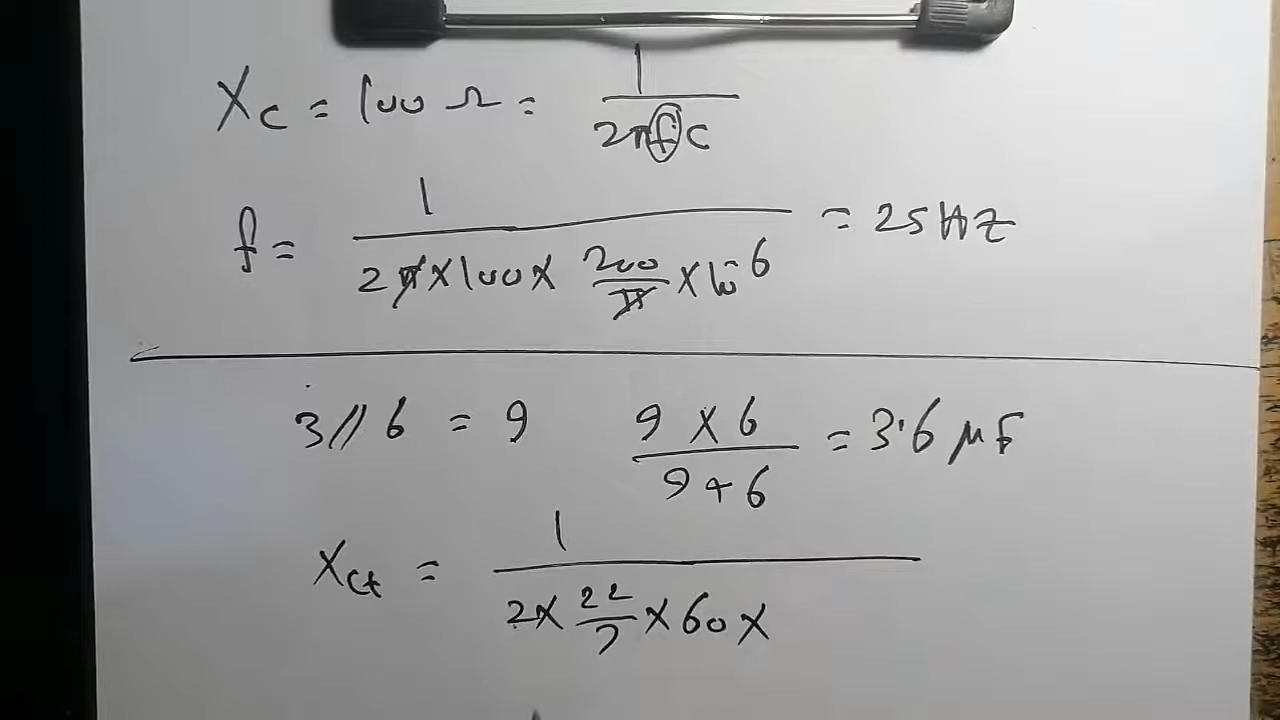 Xc = 100 Ω = 1/2πfC
f = 1/2π×100×200/π×10⁻⁶ = 25HZ
3//6 = 9 9×6/9+6 = 3.6 μF
Xct = 1/2×22/7×60×